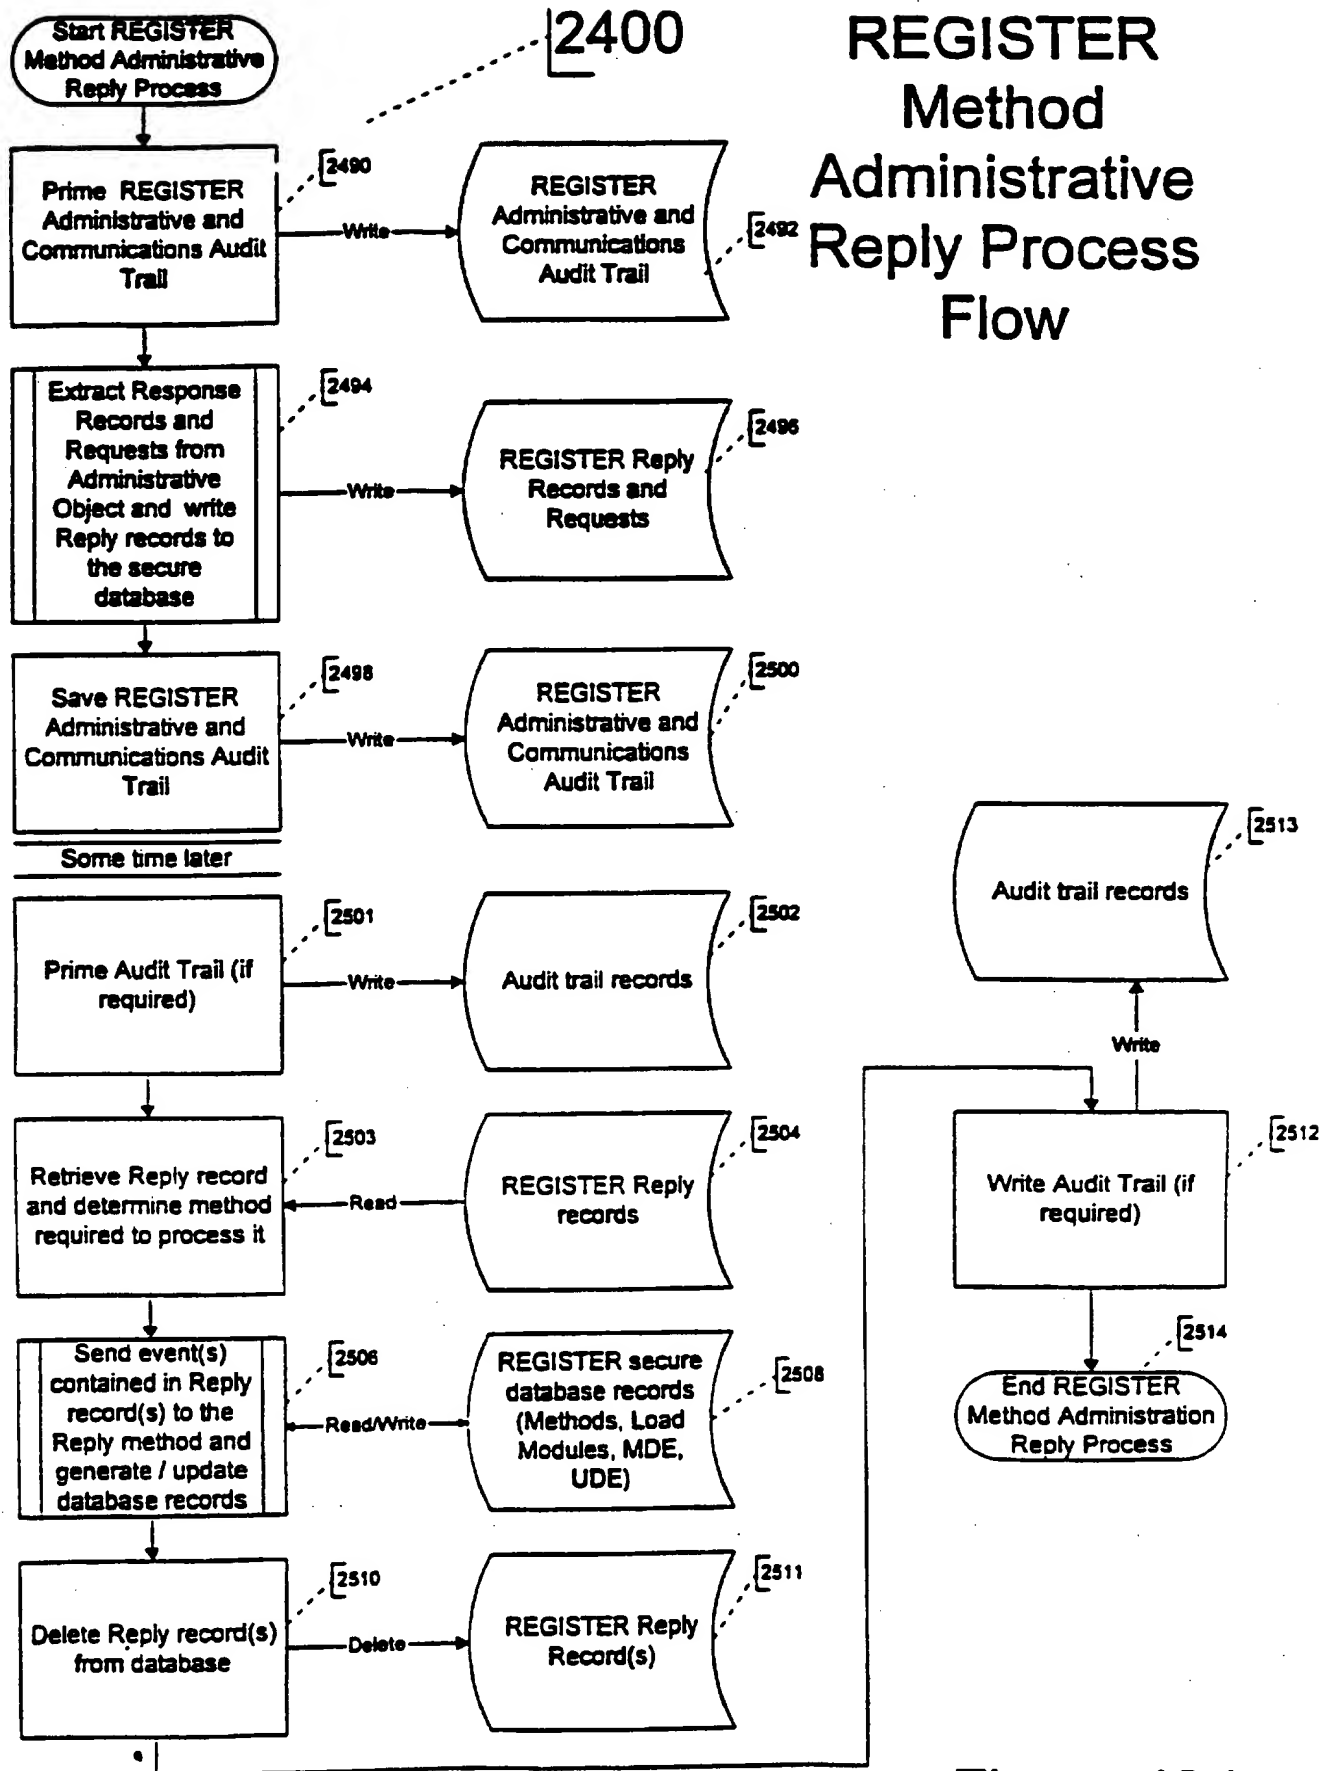 Start REGISTER
Method Administrative
Reply Process
2400
REGISTER
Method
Administrative
Reply Process
Flow
Prime REGISTER
Administrative and
Communications Audit
Trail
2490
Write
REGISTER
Administrative and
Communications
Audit Trail
2492
Extract Response
Records and
Requests from
Administrative
Object and write
Reply records to
the secure
database
2494
Write
REGISTER Reply
Records and
Requests
2496
Save REGISTER
Administrative and
Communications Audit
Trail
2498
Write
REGISTER
Administrative and
Communications
Audit Trail
2500
Some time later
Prime Audit Trail (if
required)
2501
Write
Audit trail records
2502
Retrieve Reply record
and determine method
required to process it
2503
Read
REGISTER Reply
records
2504
Send event(s)
contained in Reply
record(s) to the
Reply method and
generate / update
database records
2506
Read/Write
REGISTER secure
database records
(Methods, Load
Modules, MDE,
UDE)
2508
Delete Reply record(s)
from database
2510
Delete
REGISTER Reply
Record(s)
2511
Audit trail records
2513
Write
Write Audit Trail (if
required)
2512
2514
End REGISTER
Method Administration
Reply Process